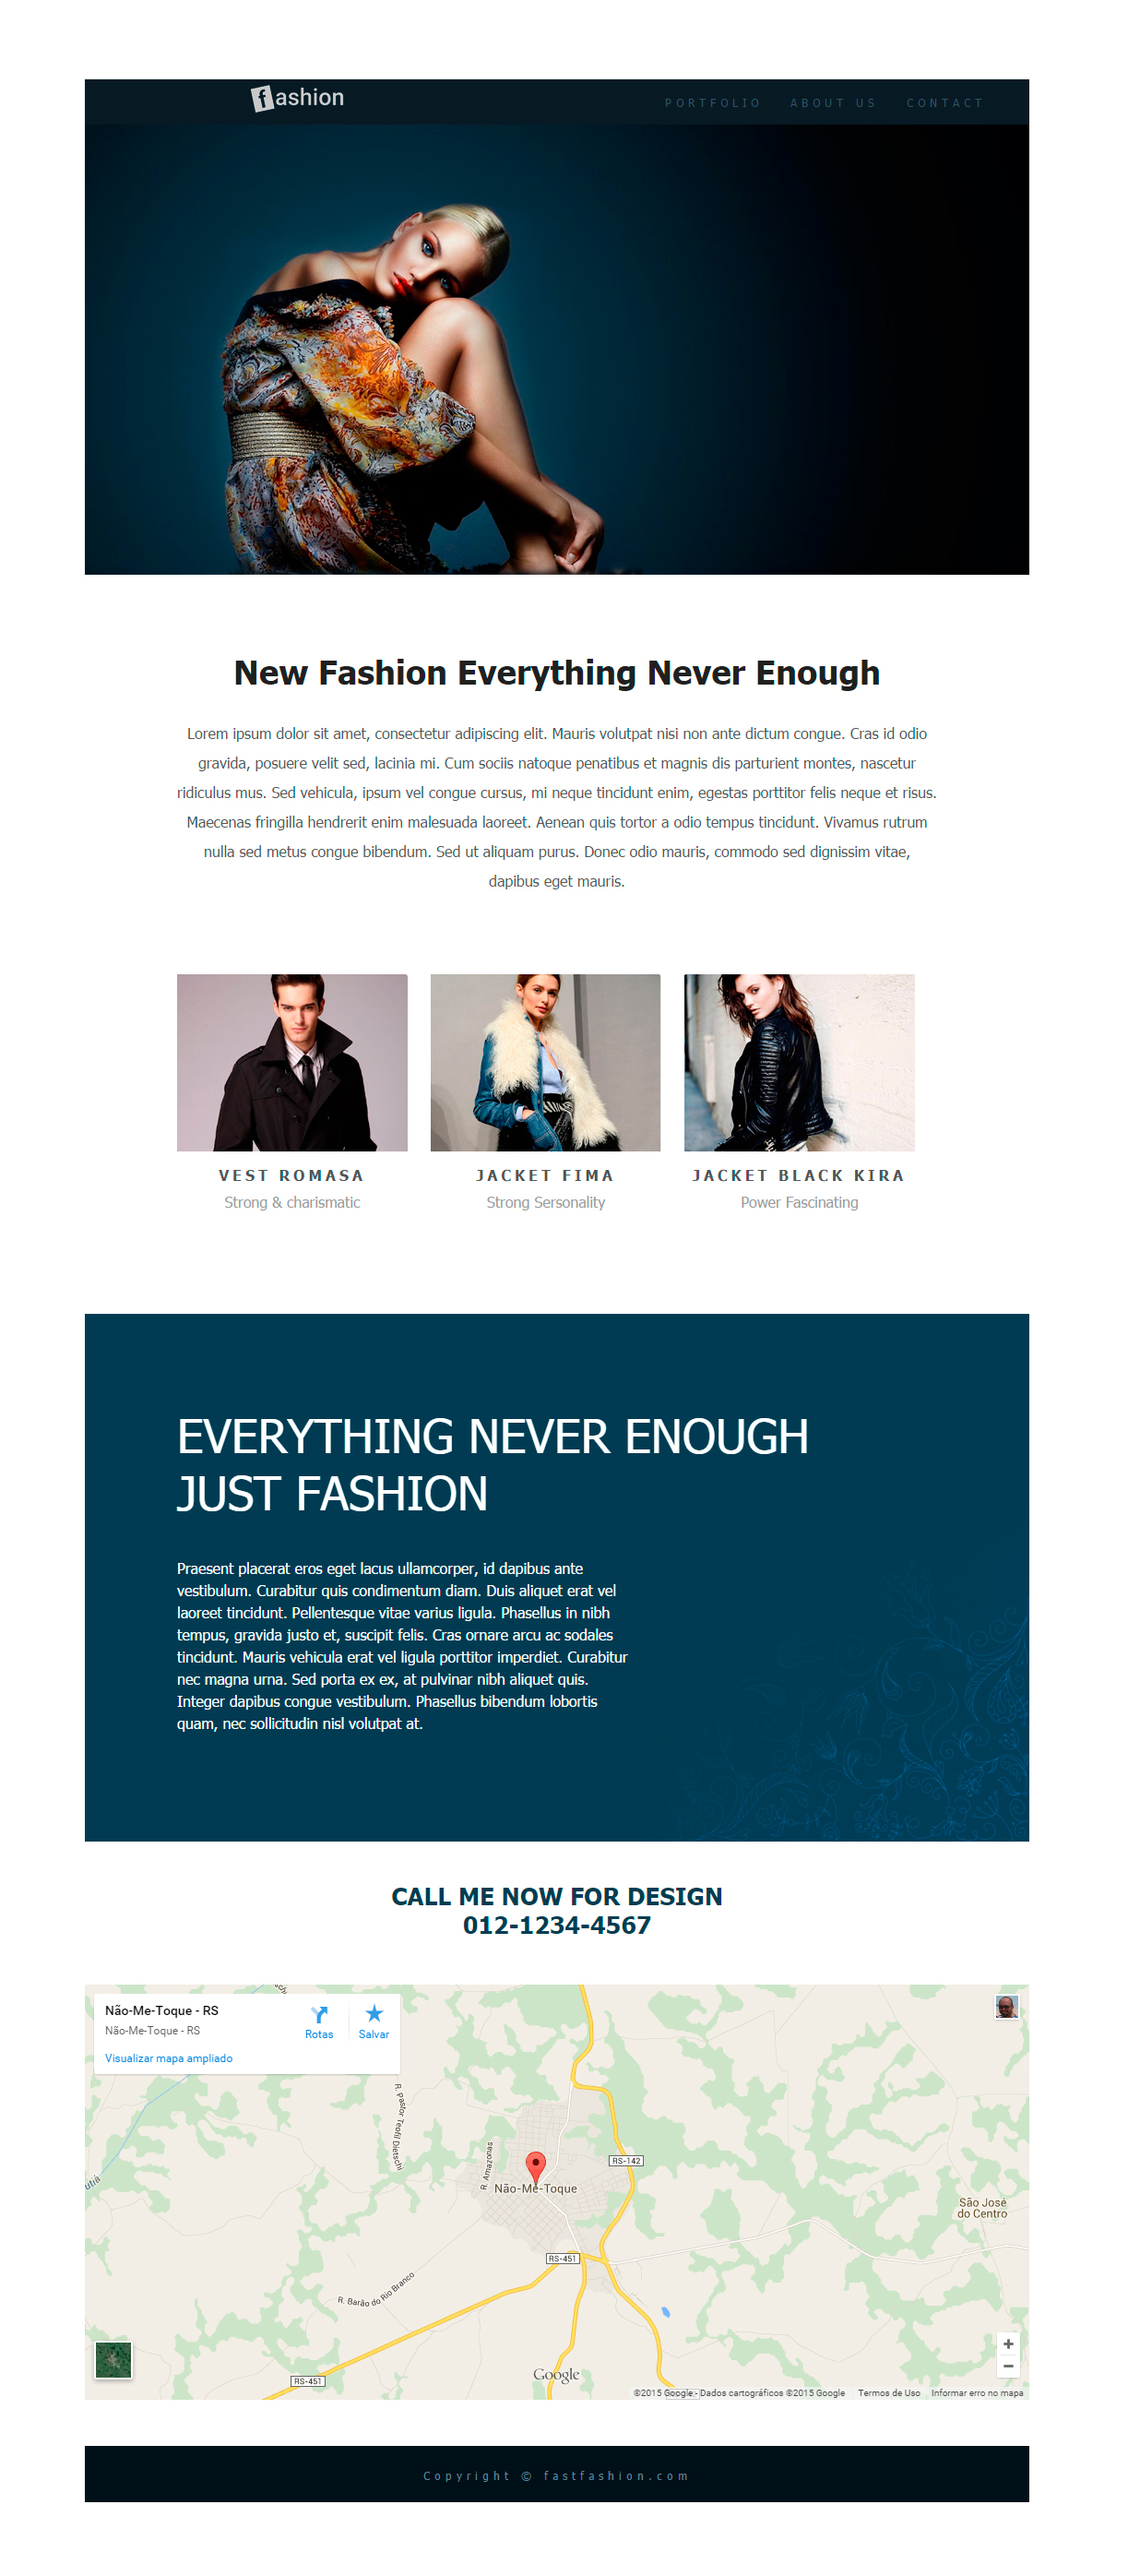 fashion
PORTFOLIO ABOUT US CONTACT
New Fashion Everything Never Enough
Lorem ipsum dolor sit amet, consectetur adipiscing elit. Mauris volutpat nisi non ante dictum congue. Cras id odio
gravida, posuere velit sed, lacinia mi. Cum sociis natoque penatibus et magnis dis parturient montes, nascetur
ridiculus mus. Sed vehicula, ipsum vel congue cursus, mi neque tincidunt enim, egestas porttitor felis neque et risus.
Maecenas fringilla hendrerit enim malesuada laoreet. Aenean quis tortor a odio tempus tincidunt. Vivamus rutrum
nulla sed metus congue bibendum. Sed ut aliquam purus. Donec odio mauris, commodo sed dignissim vitae,
dapibus eget mauris.
VEST ROMASA
Strong & charismatic
JACKET FIMA
Strong Sersonality
JACKET BLACK KIRA
Power Fascinating
EVERYTHING NEVER ENOUGH
JUST FASHION
Praesent placerat eros eget lacus ullamcorper, id dapibus ante
vestibulum. Curabitur quis condimentum diam. Duis aliquet erat vel
laoreet tincidunt. Pellentesque vitae varius ligula. Phasellus in nibh
tempus, gravida justo et, suscipit felis. Cras ornare arcu ac sodales
tincidunt. Mauris vehicula erat vel ligula porttitor imperdiet. Curabitur
nec magna urna. Sed porta ex ex, at pulvinar nibh aliquet quis.
Integer dapibus congue vestibulum. Phasellus bibendum lobortis
quam, nec sollicitudin nisl volutpat at.
CALL ME NOW FOR DESIGN
012-1234-4567
Não-Me-Toque - RS
Não-Me-Toque - RS
Rotas
Salvar
Visualizar mapa ampliado
R. Pastor Teofil Dietschi
R. Amazonas
RS-142
Não-Me-Toque
São José
do Centro
RS-451
R. Barão do Rio Branco
RS-451
Google
©2015 Google - Dados cartográficos ©2015 Google Termos de Uso Informar erro no mapa
Copyright © fastfashion.com